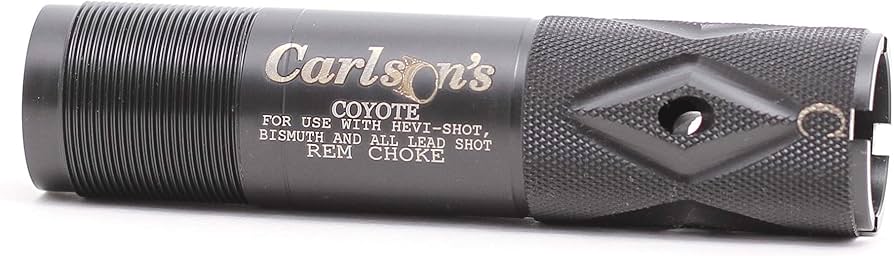 Carlson's
COYOTE
FOR USE WITH HEVI-SHOT,
BISMUTH AND ALL LEAD SHOT
REM CHOKE
C